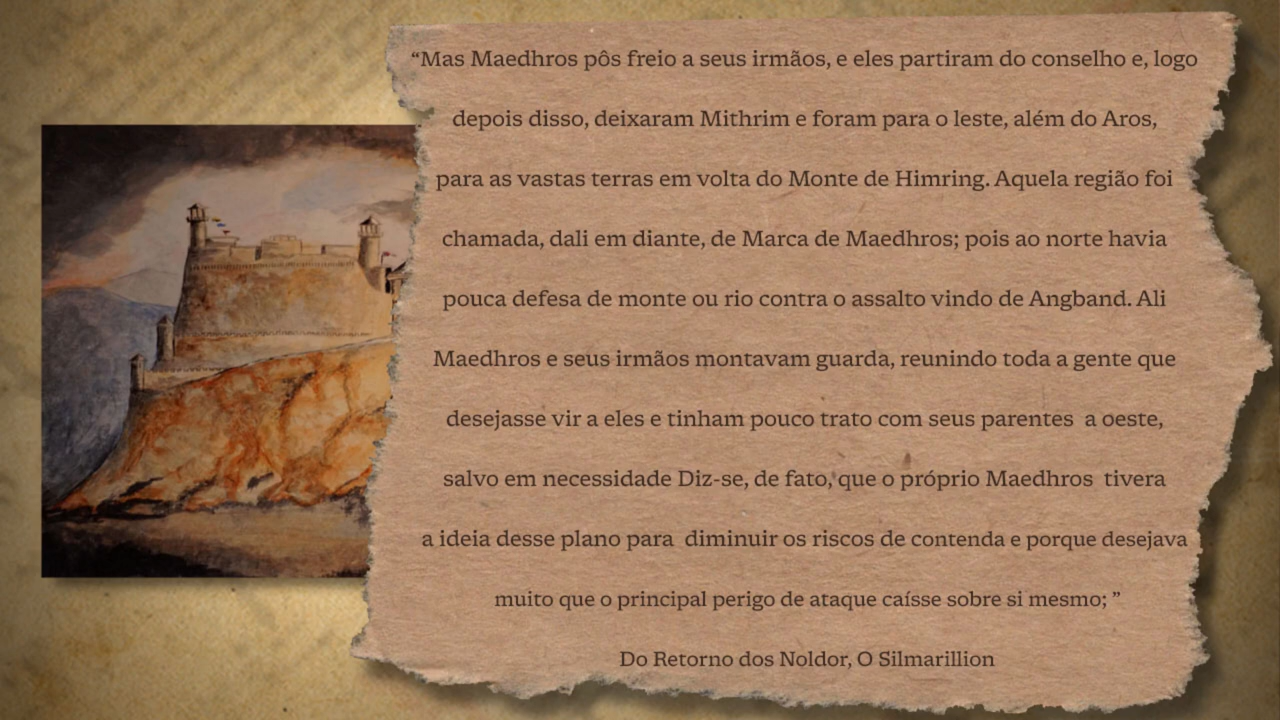 “Mas Maedhros pôs freio a seus irmãos, e eles partiram do conselho e, logo
depois disso, deixaram Mithrim e foram para o leste, além do Aros,
para as vastas terras em volta do Monte de Himring. Aquela região foi
chamada, dali em diante, de Marca de Maedhros; pois ao norte havia
pouca defesa de monte ou rio contra o assalto vindo de Angband. Ali
Maedhros e seus irmãos montavam guarda, reunindo toda a gente que
desejasse vir a eles e tinham pouco trato com seus parentes a oeste,
salvo em necessidade Diz-se, de fato, que o próprio Maedhros tivera
a ideia desse plano para diminuir os riscos de contenda e porque desejava
muito que o principal perigo de ataque caísse sobre si mesmo; ”
Do Retorno dos Noldor, O Silmarillion